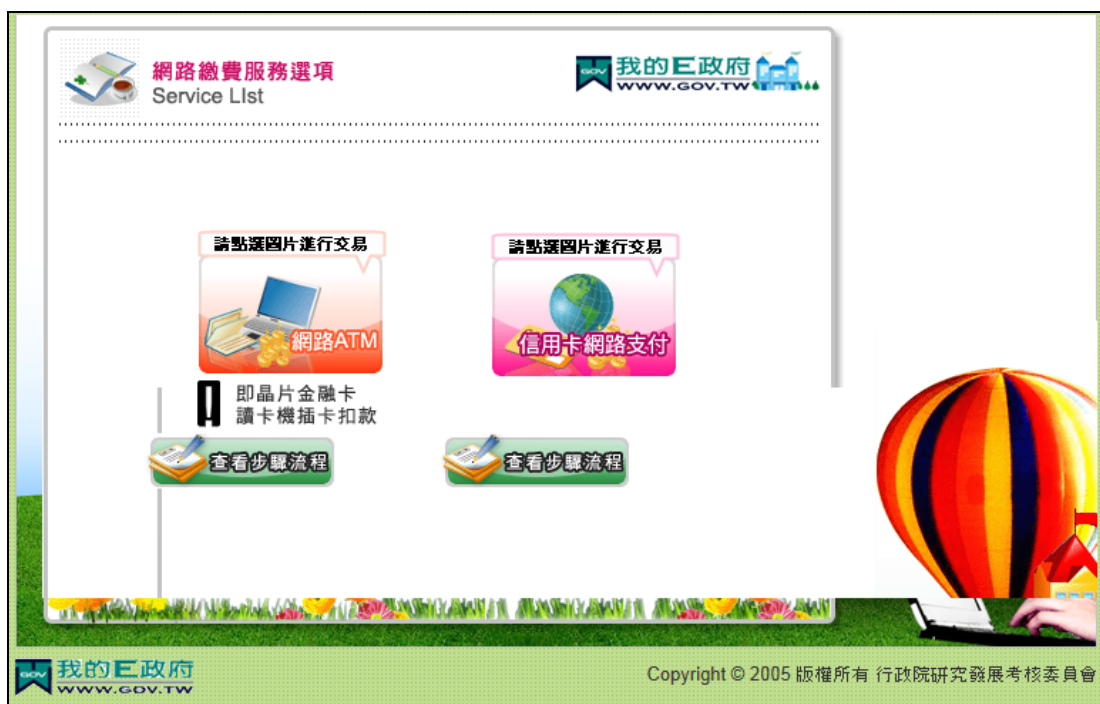 網路繳費服務選項
Service LIst
GOV 我的E政府
WWW.GOV.TW
請點選圖片進行交易
網路ATM
請點選圖片進行交易
信用卡網路支付
即晶片金融卡
讀卡機插卡扣款
查看步驟流程
查看步驟流程
GOV 我的E政府
WWW.GOV.TW
Copyright © 2005 版權所有 行政院研究發展考核委員會